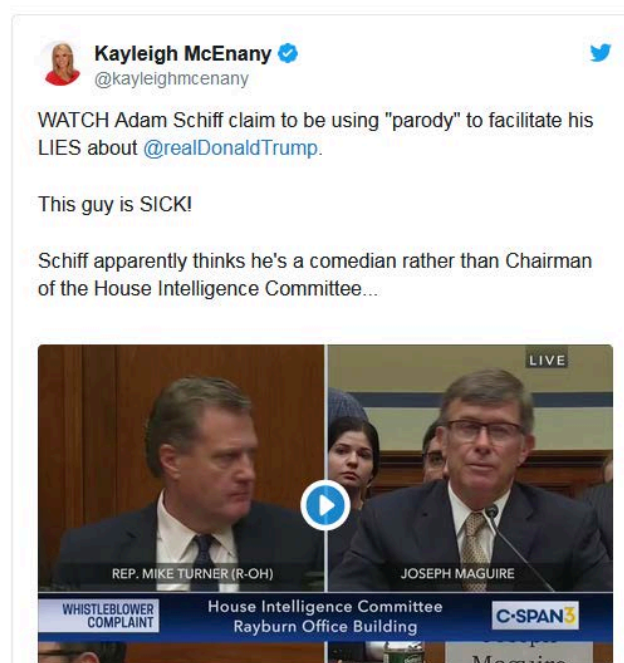 Kayleigh McEnany
@kayleighmcenany
WATCH Adam Schiff claim to be using "parody" to facilitate his
LIES about @realDonaldTrump.
This guy is SICK!
Schiff apparently thinks he's a comedian rather than Chairman
of the House Intelligence Committee...
LIVE
REP. MIKE TURNER (R-OH)
JOSEPH MAGUIRE
WHISTLEBLOWER
COMPLAINT
House Intelligence Committee
Rayburn Office Building
C-SPAN3
Joseph
Maguire